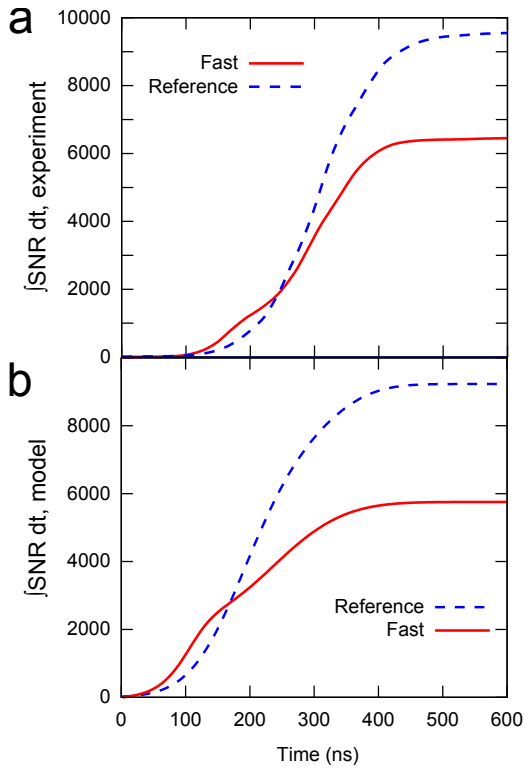 a
10000
8000
6000
4000
2000
0
∫SNR dt, experiment
Fast
Reference
b
8000
6000
4000
2000
0
∫SNR dt, model
Reference
Fast
0 100 200 300 400 500 600
Time (ns)